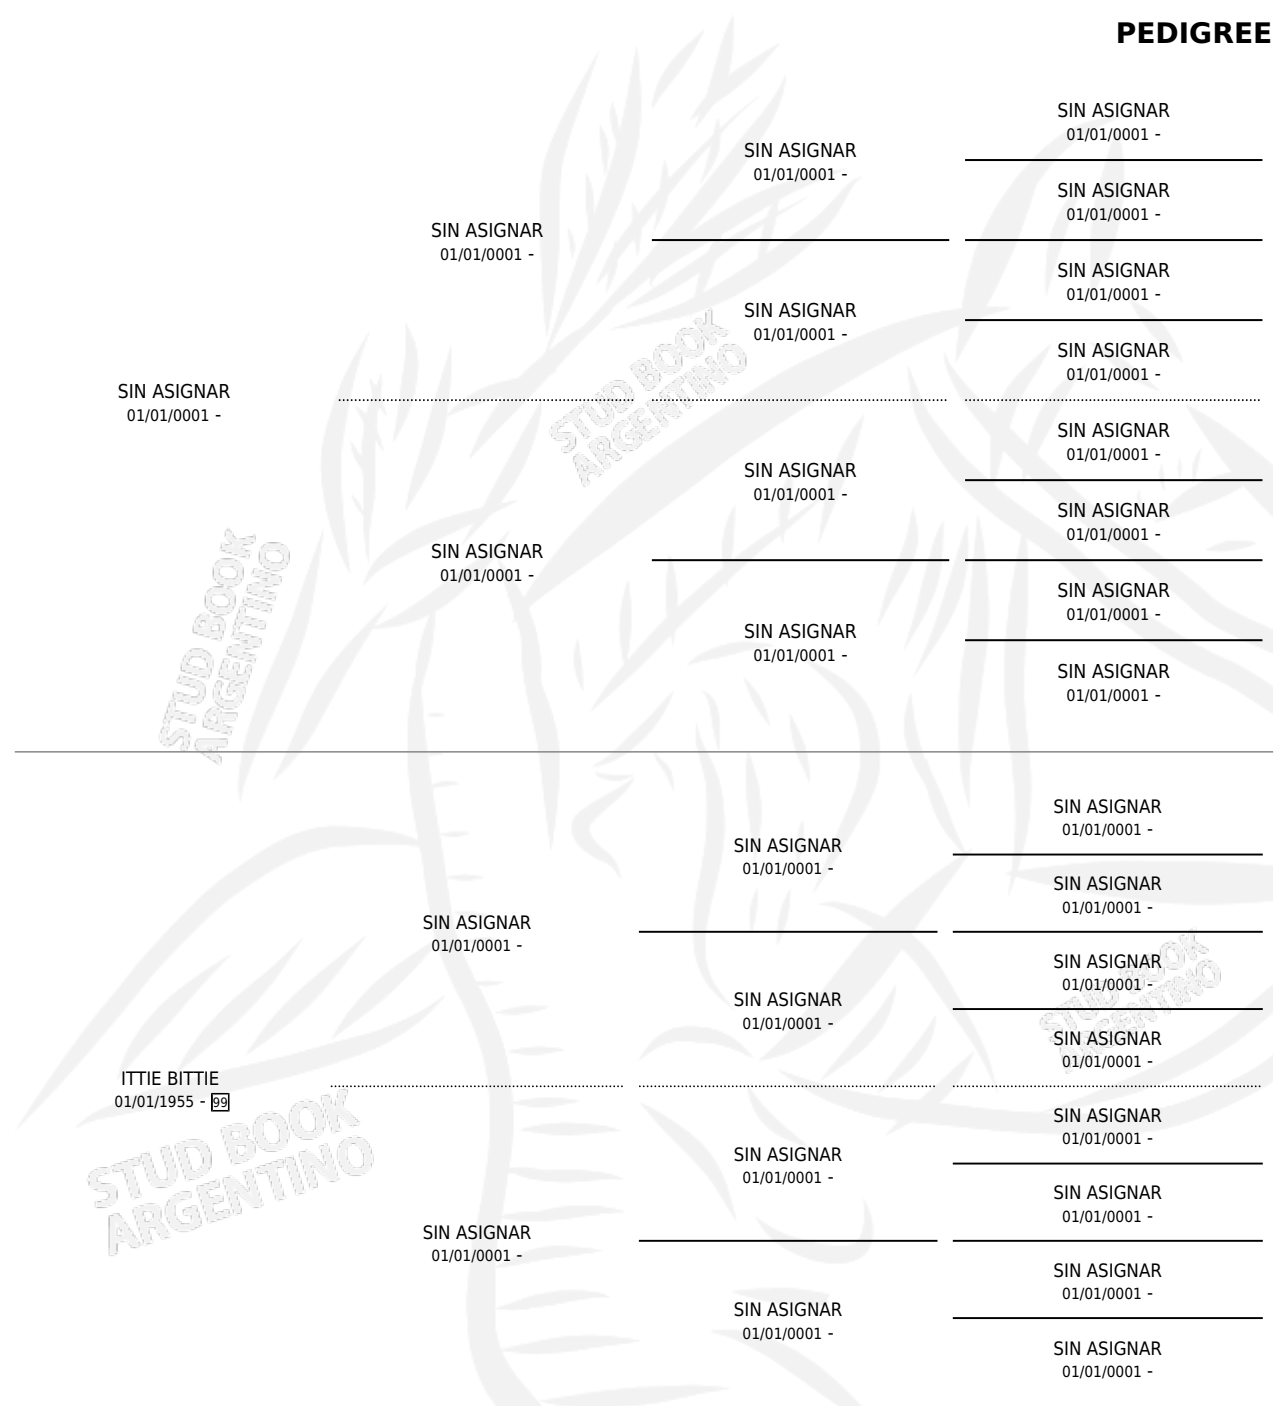 PEDIGREE
SIN ASIGNAR
01/01/0001 -
SIN ASIGNAR
01/01/0001 -
SIN ASIGNAR
01/01/0001 -
SIN ASIGNAR
01/01/0001 -
SIN ASIGNAR
01/01/0001 -
SIN ASIGNAR
01/01/0001 -
SIN ASIGNAR
01/01/0001 -
SIN ASIGNAR
01/01/0001 -
STUD BOOK
ARGENTINO
SIN ASIGNAR
01/01/0001 -
SIN ASIGNAR
01/01/0001 -
SIN ASIGNAR
01/01/0001 -
SIN ASIGNAR
01/01/0001 -
SIN ASIGNAR
01/01/0001 -
STUD BOOK
ARGENTINO
SIN ASIGNAR
01/01/0001 -
SIN ASIGNAR
01/01/0001 -
SIN ASIGNAR
01/01/0001 -
SIN ASIGNAR
01/01/0001 -
SIN ASIGNAR
01/01/0001 -
SIN ASIGNAR
01/01/0001 -
SIN ASIGNAR
01/01/0001 -
SIN ASIGNAR
01/01/0001 -
STUD BOOK
ARGENTINO
SIN ASIGNAR
01/01/0001 -
SIN ASIGNAR
01/01/0001 -
ITTIE BITTIE
01/01/1955 - 99
STUD BOOK
ARGENTINO
SIN ASIGNAR
01/01/0001 -
SIN ASIGNAR
01/01/0001 -
SIN ASIGNAR
01/01/0001 -
SIN ASIGNAR
01/01/0001 -
SIN ASIGNAR
01/01/0001 -
SIN ASIGNAR
01/01/0001 -
SIN ASIGNAR
01/01/0001 -